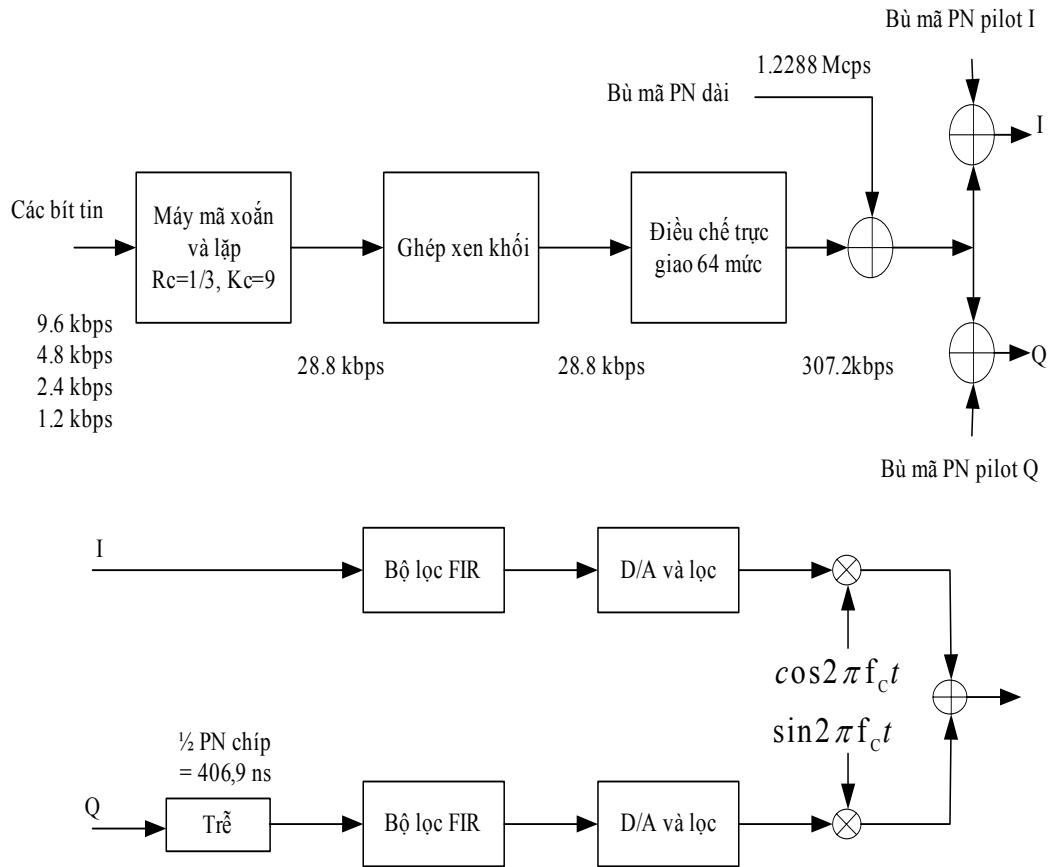 Bù mã PN pilot I
1.2288 Mcps
Bù mã PN dài
I
Các bít tin
Máy mã xoắn
và lặp
Rc=1/3, Kc=9
Ghép xen khối
Điều chế trực
giao 64 mức
9.6 kbps
4.8 kbps
2.4 kbps
1.2 kbps
28.8 kbps
28.8 kbps
307.2kbps
Q
Bù mã PN pilot Q
I
Bộ lọc FIR
D/A và lọc
cos2πf_Ct
sin2πf_Ct
½ PN chíp
= 406,9 ns
Q
Trễ
Bộ lọc FIR
D/A và lọc